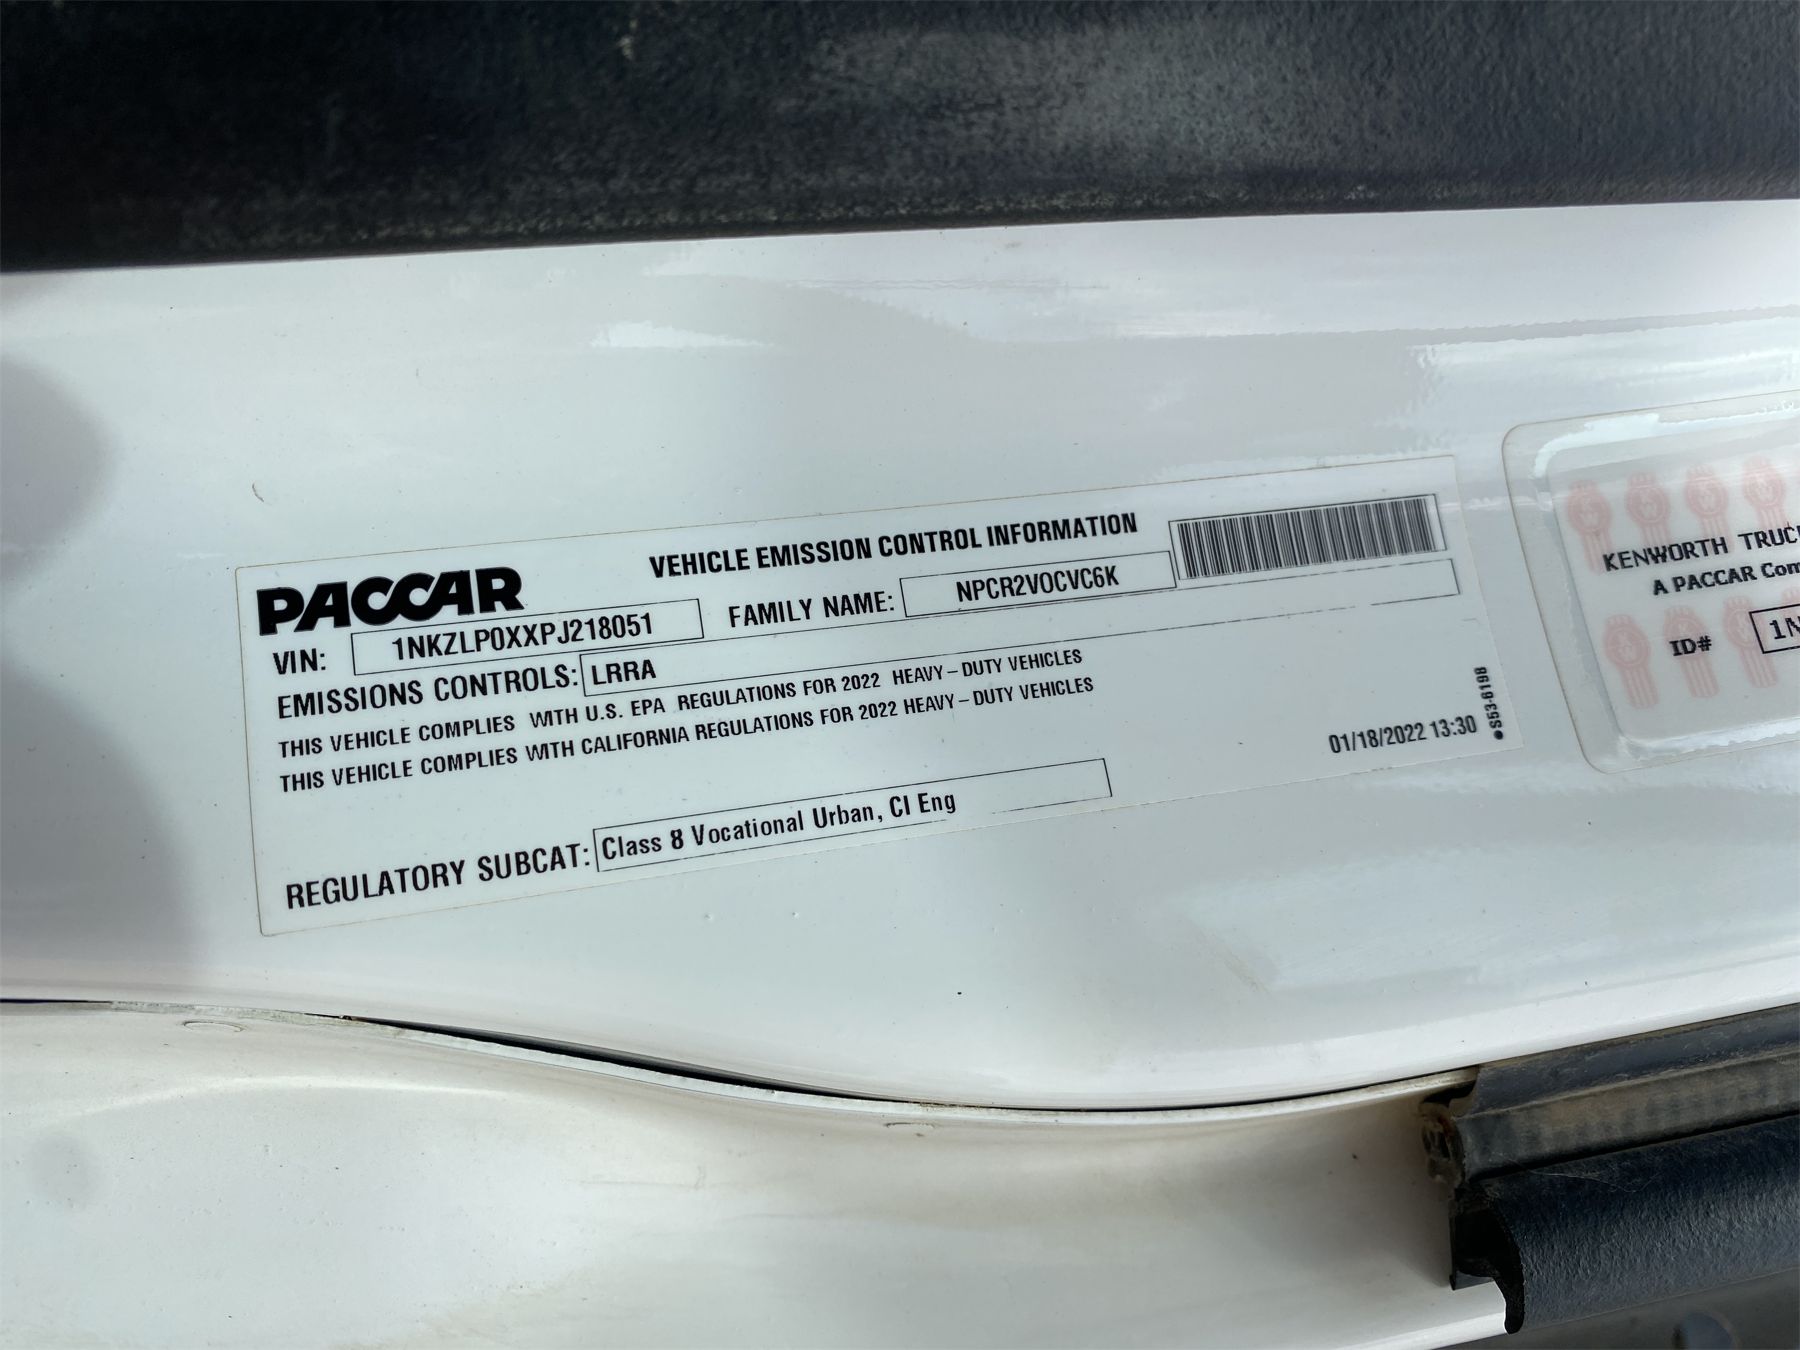 PACCAR
VEHICLE EMISSION CONTROL INFORMATION
VIN: 1NKZLP0XXPJ218051 FAMILY NAME: NPCR2VOCVC6K
EMISSIONS CONTROLS: LRRA
THIS VEHICLE COMPLIES WITH U.S. EPA REGULATIONS FOR 2022 HEAVY-DUTY VEHICLES
THIS VEHICLE COMPLIES WITH CALIFORNIA REGULATIONS FOR 2022 HEAVY-DUTY VEHICLES
01/18/2022 13:30
●S53-6198
REGULATORY SUBCAT: Class 8 Vocational Urban, CI Eng
KENWORTH TRUC
A PACCAR Com
ID# 1N